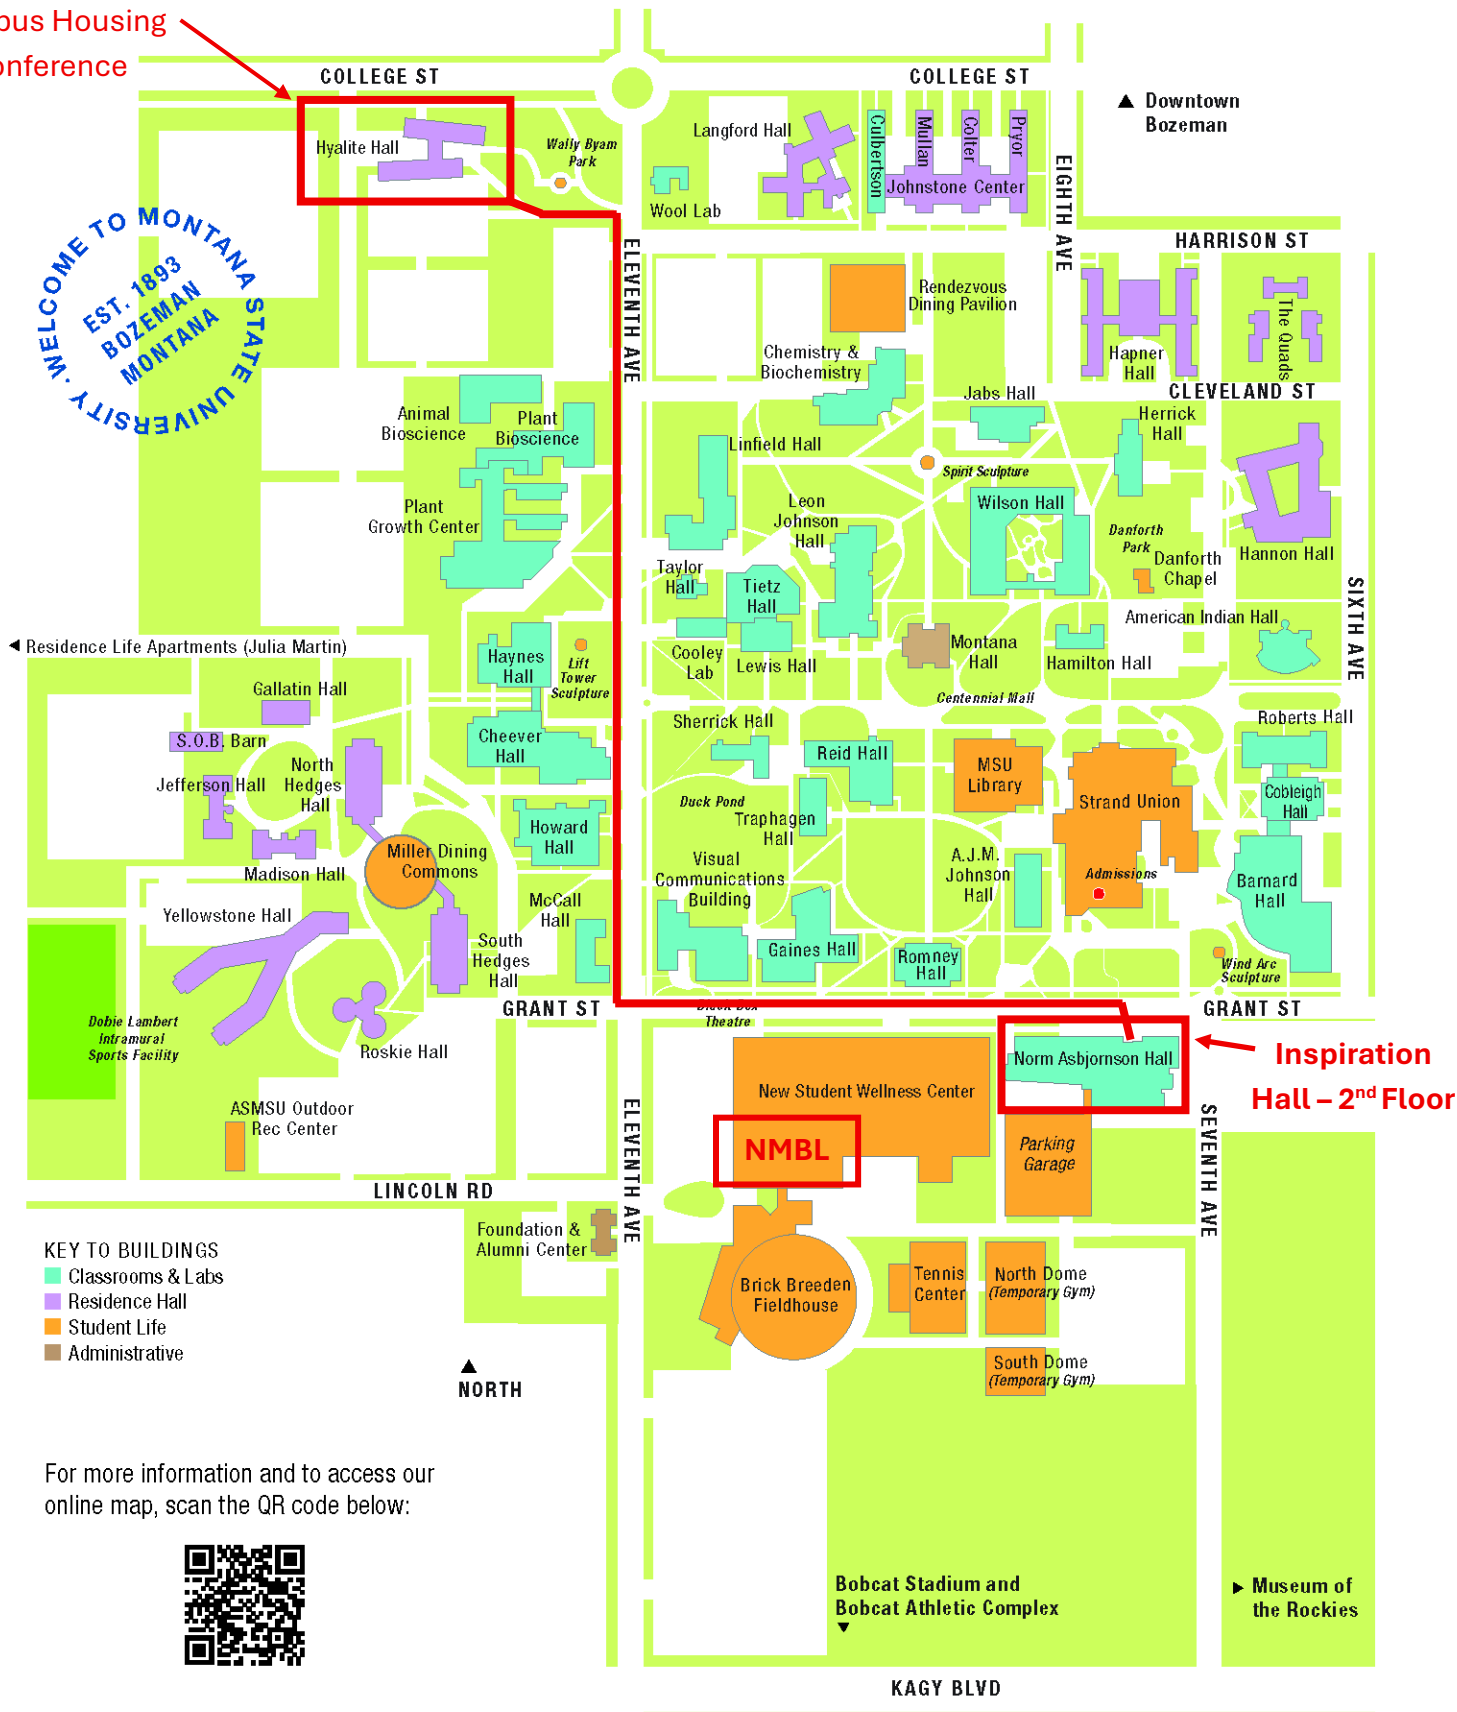 pus Housing
onference
COLLEGE ST
COLLEGE ST
▲ Downtown
Bozeman
Hyalite Hall
Wally Byam
Park
Langford Hall
Wool Lab
Culbertson
Mullan
Colter
Pryor
Johnstone Center
EIGHTH AVE
HARRISON ST
WELCOME TO MONTANA STATE UNIVERSITY .
EST. 1893
BOZEMAN
MONTANA
ELEVENTH AVE
Rendezvous
Dining Pavilion
Hapner
Hall
The Quads
Chemistry &
Biochemistry
CLEVELAND ST
Jabs Hall
Herrick
Hall
Animal
Bioscience
Plant
Bioscience
Linfield Hall
Spirit Sculpture
Plant
Growth Center
Leon
Johnson
Hall
Wilson Hall
Danforth
Park
Danforth
Chapel
Hannon Hall
Taylor
Hall
Tietz
Hall
SIXTH AVE
American Indian Hall
◀ Residence Life Apartments (Julia Martin)
Haynes
Hall
Lift
Tower
Sculpture
Cooley
Lab
Lewis Hall
Montana
Hall
Hamilton Hall
Gallatin Hall
Centennial Mall
S.O.B. Barn
Cheever
Hall
Sherrick Hall
Reid Hall
MSU
Library
Strand Union
Roberts Hall
Jefferson Hall
North
Hedges
Hall
Duck Pond
Traphagen
Hall
Cobleigh
Hall
Howard
Hall
Miller Dining
Commons
Madison Hall
Visual
Communications
Building
A.J.M.
Johnson
Hall
Admissions
Barnard
Hall
Yellowstone Hall
McCall
Hall
South
Hedges
Hall
Gaines Hall
Romney
Hall
Wind Arc
Sculpture
GRANT ST
Black Box
Theatre
GRANT ST
Dobie Lambert
Intramural
Sports Facility
Roskie Hall
Norm Asbjornson Hall
Inspiration
Hall – 2nd Floor
New Student Wellness Center
ASMSU Outdoor
Rec Center
ELEVENTH AVE
NMBL
Parking
Garage
SEVENTH AVE
LINCOLN RD
Foundation &
Alumni Center
Brick Breeden
Fieldhouse
Tennis
Center
North Dome
(Temporary Gym)
South Dome
(Temporary Gym)
KEY TO BUILDINGS
Classrooms & Labs
Residence Hall
Student Life
Administrative
▲
NORTH
For more information and to access our
online map, scan the QR code below:
Bobcat Stadium and
Bobcat Athletic Complex
▼
▶ Museum of
the Rockies
KAGY BLVD